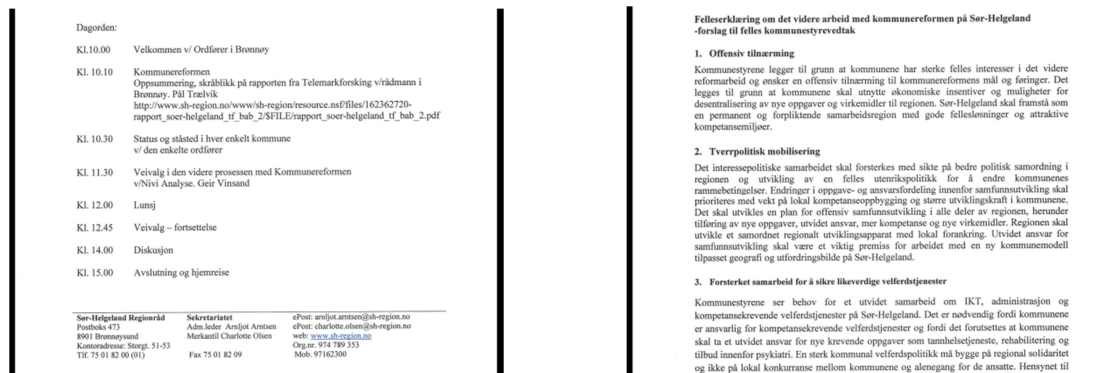 Dagorden:
Kl.10.00 Velkommen v/ Ordfører i Brønnøy
Kl. 10.10 Kommunereformen
Oppsummering, skråblikk på rapporten fra Telemarkforsking v/rådmann i
Brønnøy. Pål Trælvik
http://www.sh-region.no/www/sh-region/resource.nsf/files/162362720-
rapport_soer-helgeland_tf_bab_2/$FILE/rapport_soer-helgeland_tf_bab_2.pdf
Kl. 10.30 Status og ståsted i hver enkelt kommune
v/ den enkelte ordfører
Kl. 11.30 Veivalg i den videre prosessen med Kommunereformen
v/Nivi Analyse. Geir Vinsand
Kl. 12.00 Lunsj
Kl. 12.45 Veivalg – fortsettelse
Kl. 14.00 Diskusjon
Kl. 15.00 Avslutning og hjemreise
Sør-Helgeland Regionråd
Postboks 473
8901 Brønnøysund
Kontoradresse: Storgt. 51-53
Tlf. 75 01 82 00 (01)
Sekretariatet
Adm.leder Arnljot Arntsen
Merkantil Charlotte Olsen
Fax 75 01 82 09
ePost: arnljot.arntsen@sh-region.no
ePost: charlotte.olsen@sh-region.no
web: www.sh-region.no
Org.nr. 974 789 353
Mob. 97162300
Felleserklæring om det videre arbeid med kommunereformen på Sør-Helgeland
-forslag til felles kommunestyrevedtak
1. Offensiv tilnærming
Kommunestyrene legger til grunn at kommunene har sterke felles interesser i det videre
reformarbeid og ønsker en offensiv tilnærming til kommunereformens mål og føringer. Det
legges til grunn at kommunene skal utnytte økonomiske insentiver og muligheter for
desentralisering av nye oppgaver og virkemidler til regionen. Sør-Helgeland skal framstå som
en permanent og forpliktende samarbeidsregion med gode fellesløsninger og attraktive
kompetansemiljøer.
2. Tverrpolitisk mobilisering
Det interessepolitiske samarbeidet skal forsterkes med sikte på bedre politisk samordning i
regionen og utvikling av en felles utenrikspolitikk for å endre kommunenes
rammebetingelser. Endringer i oppgave- og ansvarsfordeling innenfor samfunnsutvikling skal
prioriteres med vekt på lokal kompetanseoppbygging og større utviklingskraft i kommunene.
Det skal utvikles en plan for offensiv samfunnsutvikling i alle deler av regionen, herunder
tilføring av nye oppgaver, utvidet ansvar, mer kompetanse og nye virkemidler. Regionen skal
utvikle et samordnet regionalt utviklingsapparat med lokal forankring. Utvidet ansvar for
samfunnsutvikling skal være et viktig premiss for arbeidet med en ny kommunemodell
tilpasset geografi og utfordringsbilde på Sør-Helgeland.
3. Forsterket samarbeid for å sikre likeverdige velferdstjenester
Kommunestyrene ser behov for et utvidet samarbeid om IKT, administrasjon og
kompetansekrevende velferdstjenester på Sør-Helgeland. Det er nødvendig fordi kommunene
er ansvarlig for kompetansekrevende velferdstjenester og fordi det forutsettes at kommunene
skal ta et utvidet ansvar for nye krevende oppgaver som tannhelsetjeneste, rehabilitering og
tilbud innenfor psykiatri. En sterk kommunal velferdspolitikk må bygge på regional solidaritet
og ikke på lokal konkurranse mellom kommunene og alenegang for de ansatte. Hensynet til